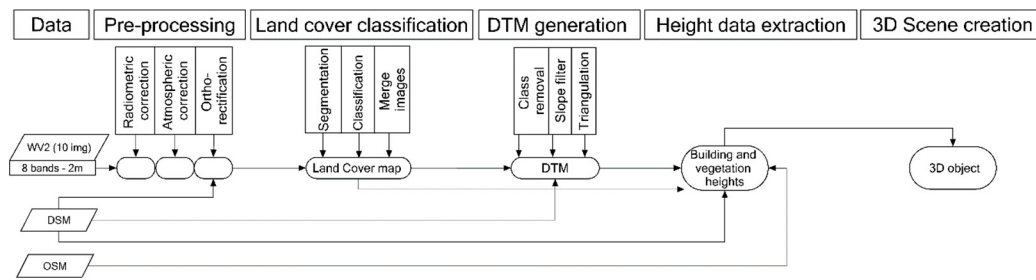 Data
Pre-processing
Land cover classification
DTM generation
Height data extraction
3D Scene creation
Radiometric
correction
Atmospheric
correction
Ortho-
rectification
Segmentation
Classification
Merge
images
Class
removal
Slope filter
Triangulation
WV2 (10 img)
8 bands - 2m
Land Cover map
DTM
Building and
vegetation
heights
3D object
DSM
OSM